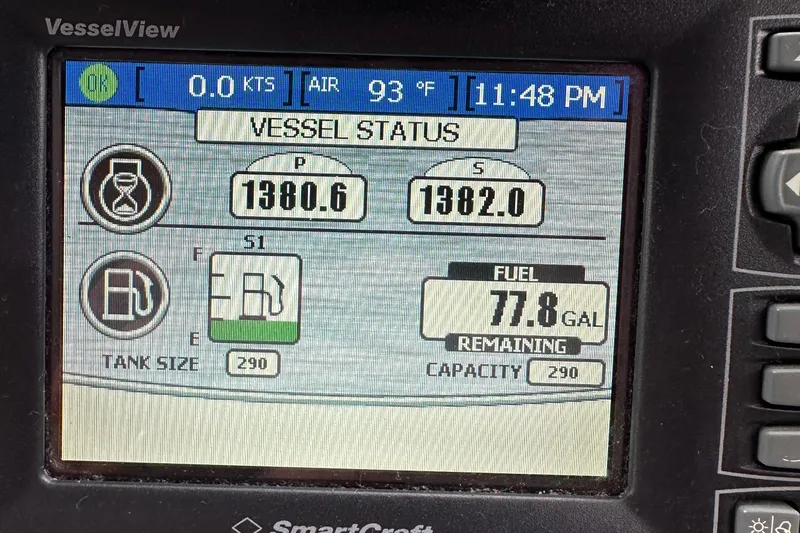 VesselView
OK [ 0.0 KTS ] [ AIR 93 °F ] [ 11:48 PM ]
VESSEL STATUS
P S
1380.6 1382.0
S1
F
FUEL
77.8 GAL
E
REMAINING
TANK SIZE 290 CAPACITY 290
SmartCraft